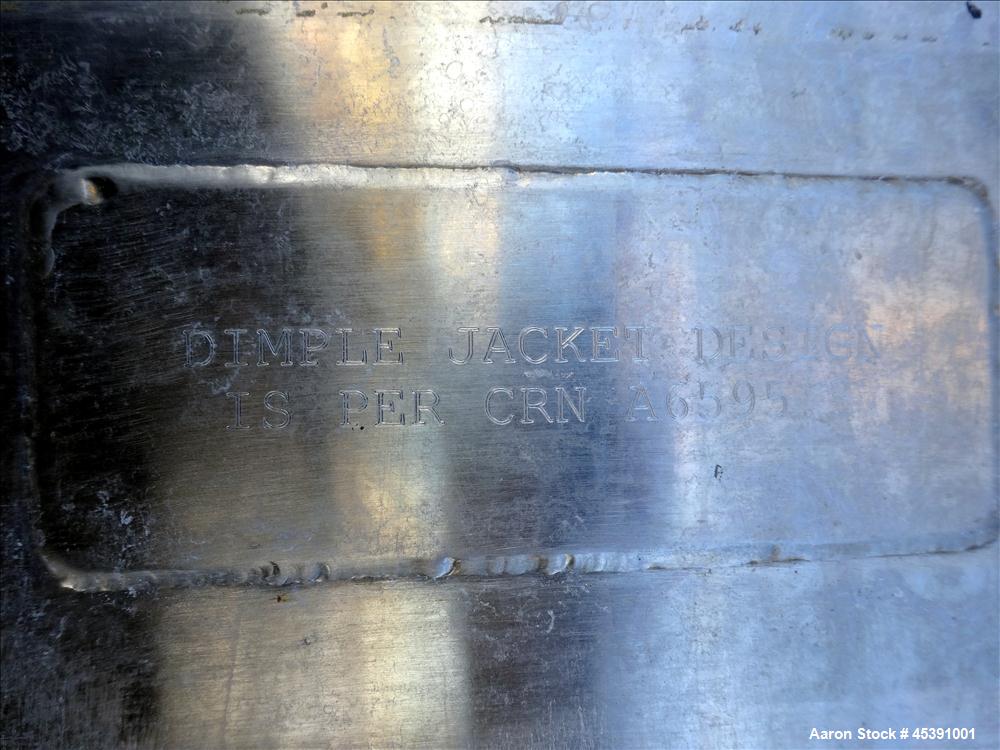 DIMPLE JACKET DESIGN
IS PER CRN A6595
Aaron Stock # 45391001